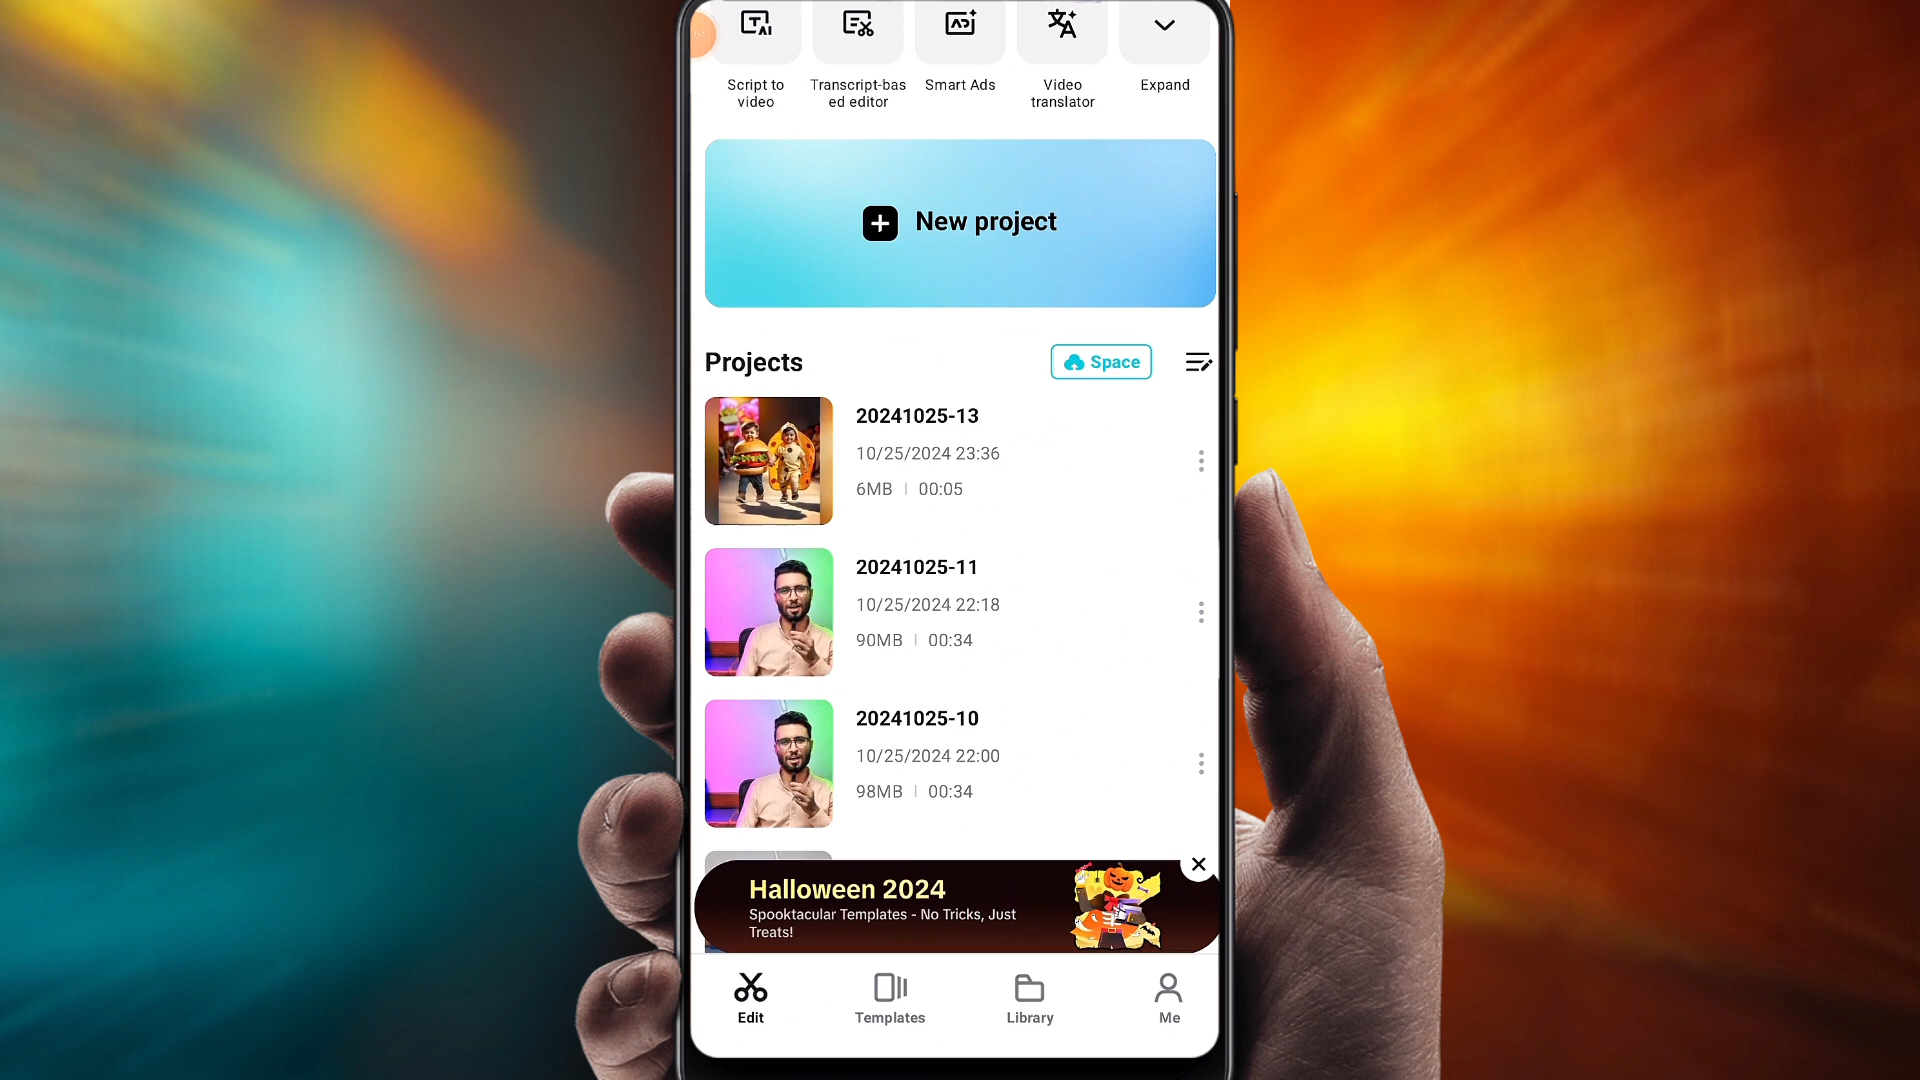 Script to
video
Transcript-bas
ed editor
Smart Ads
Video
translator
Expand
New project
Projects
Space
20241025-13
10/25/2024 23:36
6MB | 00:05
20241025-11
10/25/2024 22:18
90MB | 00:34
20241025-10
10/25/2024 22:00
98MB | 00:34
Halloween 2024
Spooktacular Templates - No Tricks, Just
Treats!
Edit
Templates
Library
Me